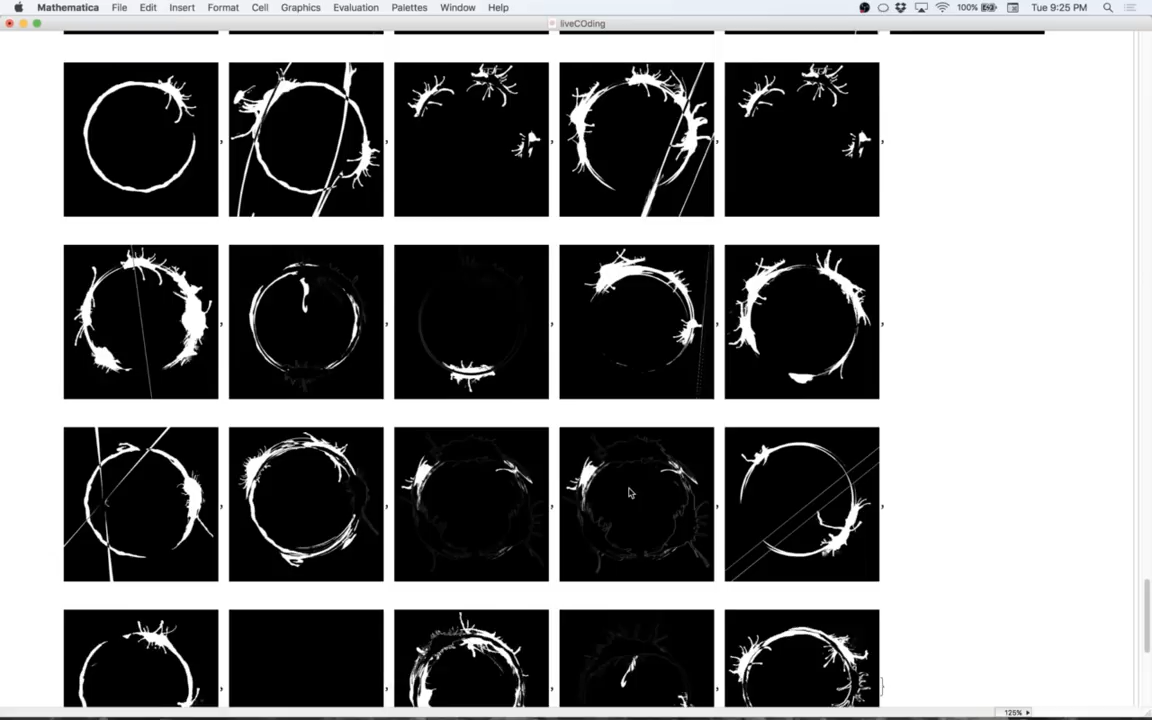 Mathematica File Edit Insert Format Cell Graphics Evaluation Palettes Window Help 100% Tue 9:25 PM
liveCOding
, , , , ,
, , , , ,
, , , , ,
, , , , }
125%